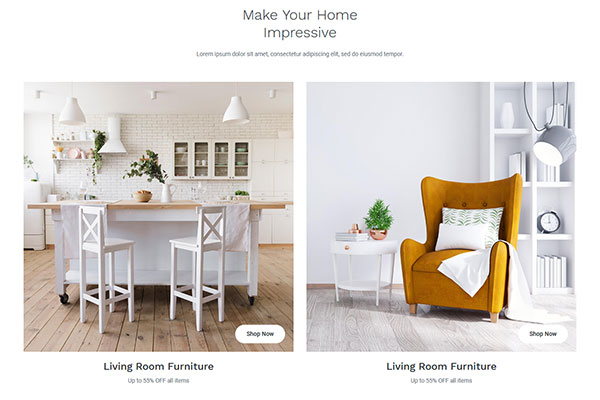 Make Your Home
Impressive
Lorem ipsum dolor sit amet, consectetur adipiscing elit, sed do eiusmod tempor.
Shop Now
Shop Now
Living Room Furniture
Living Room Furniture
Up to 55% OFF all items
Up to 55% OFF all items